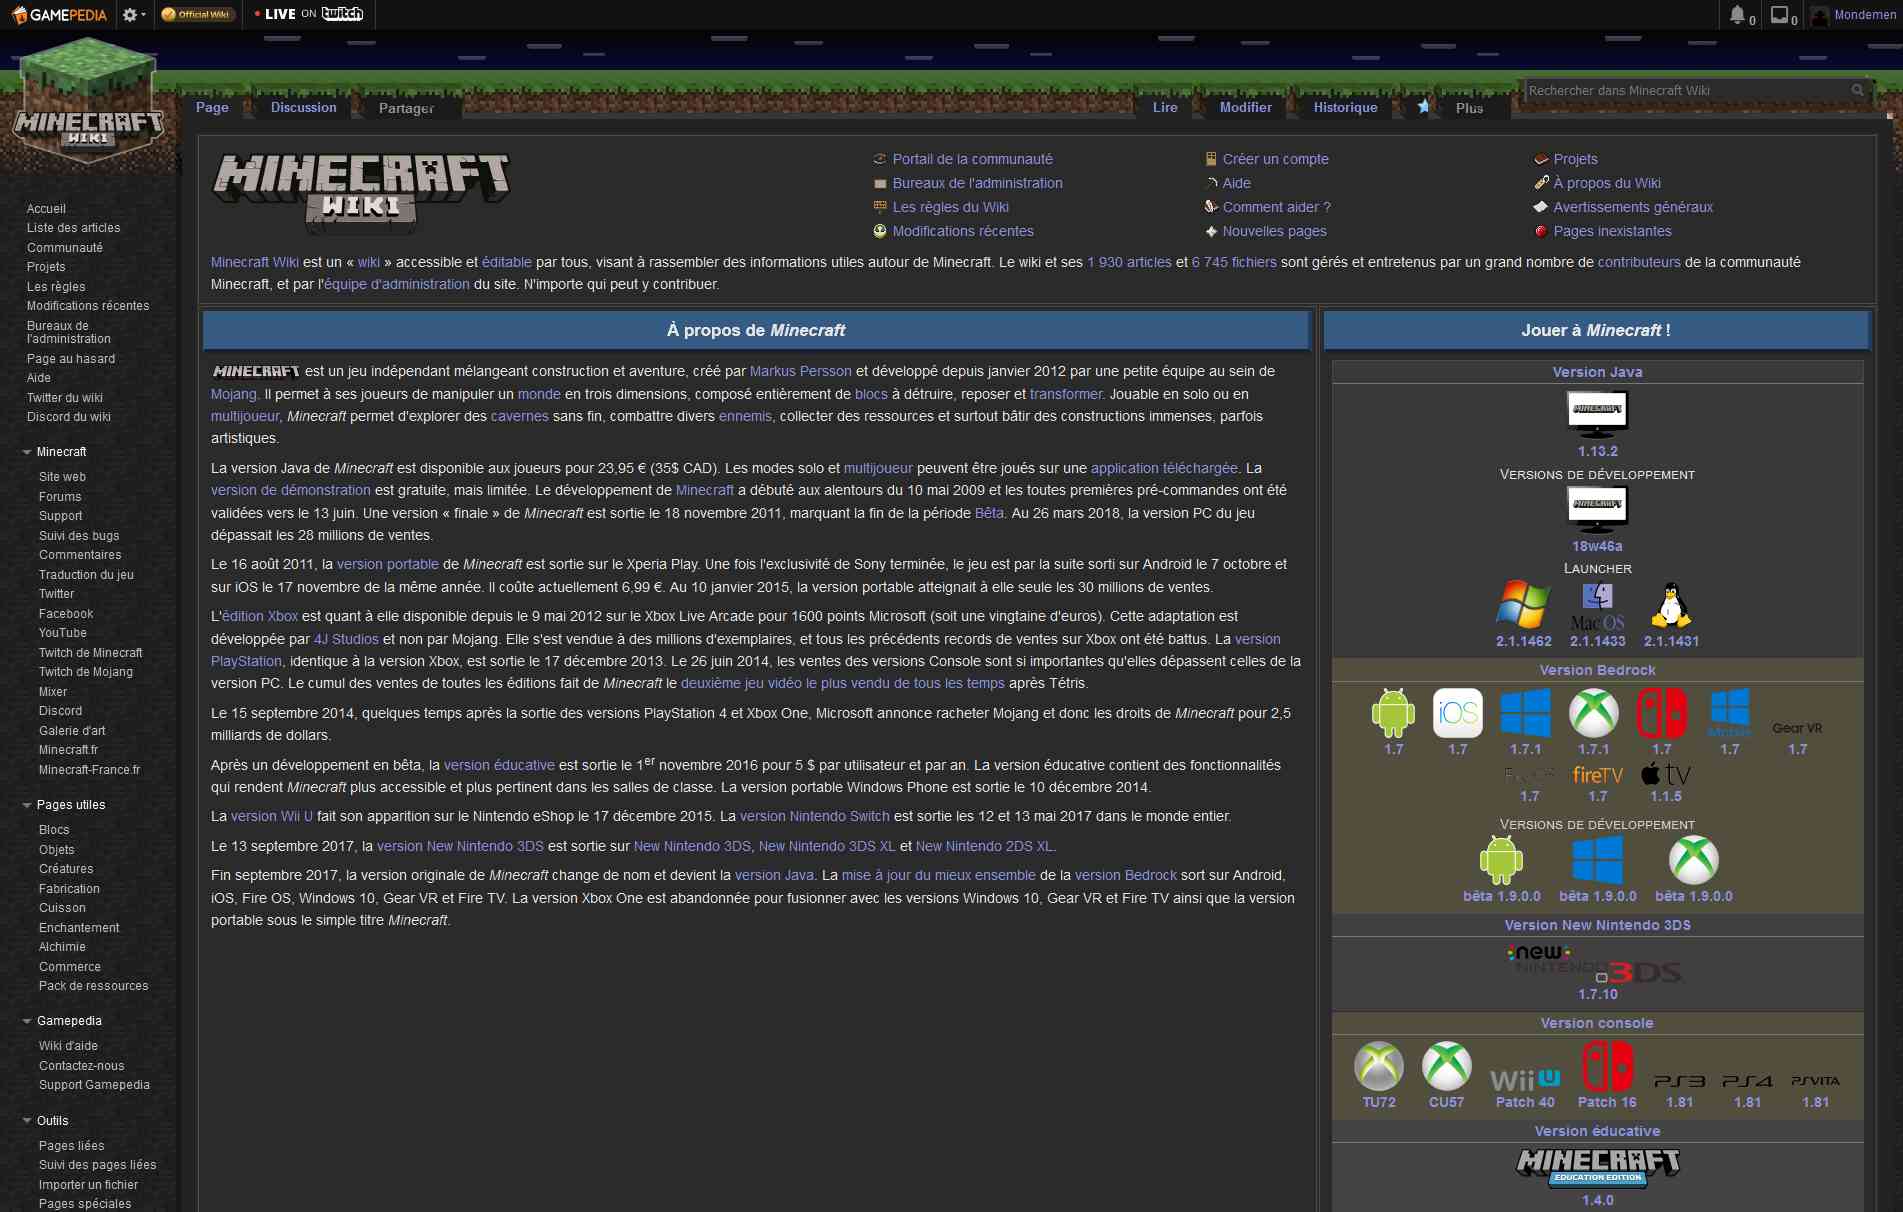 GAMEPEDIA
Official Wiki
LIVE ON twitch
0
0
Mondemen
MINECRAFT
WIKI
Page
Discussion
Partager
Lire
Modifier
Historique
Plus
Rechercher dans Minecraft Wiki
Accueil
Liste des articles
Communauté
Projets
Les règles
Modifications récentes
Bureaux de
l'administration
Page au hasard
Aide
Twitter du wiki
Discord du wiki
Minecraft
Site web
Forums
Support
Suivi des bugs
Commentaires
Traduction du jeu
Twitter
Facebook
YouTube
Twitch de Minecraft
Twitch de Mojang
Mixer
Discord
Galerie d'art
Minecraft.fr
Minecraft-France.fr
Pages utiles
Blocs
Objets
Créatures
Fabrication
Cuisson
Enchantement
Alchimie
Commerce
Pack de ressources
Gamepedia
Wiki d'aide
Contactez-nous
Support Gamepedia
Outils
Pages liées
Suivi des pages liées
Importer un fichier
Pages spéciales
MINECRAFT
WIKI
Portail de la communauté
Bureaux de l'administration
Les règles du Wiki
Modifications récentes
Créer un compte
Aide
Comment aider ?
Nouvelles pages
Projets
À propos du Wiki
Avertissements généraux
Pages inexistantes
Minecraft Wiki est un « wiki » accessible et éditable par tous, visant à rassembler des informations utiles autour de Minecraft. Le wiki et ses 1 930 articles et 6 745 fichiers sont gérés et entretenus par un grand nombre de contributeurs de la communauté
Minecraft, et par l'équipe d'administration du site. N'importe qui peut y contribuer.
À propos de Minecraft
MINECRAFT est un jeu indépendant mélangeant construction et aventure, créé par Markus Persson et développé depuis janvier 2012 par une petite équipe au sein de
Mojang. Il permet à ses joueurs de manipuler un monde en trois dimensions, composé entièrement de blocs à détruire, reposer et transformer. Jouable en solo ou en
multijoueur, Minecraft permet d'explorer des cavernes sans fin, combattre divers ennemis, collecter des ressources et surtout bâtir des constructions immenses, parfois
artistiques.
La version Java de Minecraft est disponible aux joueurs pour 23,95 € (35$ CAD). Les modes solo et multijoueur peuvent être joués sur une application téléchargée. La
version de démonstration est gratuite, mais limitée. Le développement de Minecraft a débuté aux alentours du 10 mai 2009 et les toutes premières pré-commandes ont été
validées vers le 13 juin. Une version « finale » de Minecraft est sortie le 18 novembre 2011, marquant la fin de la période Bêta. Au 26 mars 2018, la version PC du jeu
dépassait les 28 millions de ventes.
Le 16 août 2011, la version portable de Minecraft est sortie sur le Xperia Play. Une fois l'exclusivité de Sony terminée, le jeu est par la suite sorti sur Android le 7 octobre et
sur iOS le 17 novembre de la même année. Il coûte actuellement 6,99 €. Au 10 janvier 2015, la version portable atteignait à elle seule les 30 millions de ventes.
L'édition Xbox est quant à elle disponible depuis le 9 mai 2012 sur le Xbox Live Arcade pour 1600 points Microsoft (soit une vingtaine d'euros). Cette adaptation est
développée par 4J Studios et non par Mojang. Elle s'est vendue à des millions d'exemplaires, et tous les précédents records de ventes sur Xbox ont été battus. La version
PlayStation, identique à la version Xbox, est sortie le 17 décembre 2013. Le 26 juin 2014, les ventes des versions Console sont si importantes qu'elles dépassent celles de la
version PC. Le cumul des ventes de toutes les éditions fait de Minecraft le deuxième jeu vidéo le plus vendu de tous les temps après Tétris.
Le 15 septembre 2014, quelques temps après la sortie des versions PlayStation 4 et Xbox One, Microsoft annonce racheter Mojang et donc les droits de Minecraft pour 2,5
milliards de dollars.
Après un développement en bêta, la version éducative est sortie le 1er novembre 2016 pour 5 $ par utilisateur et par an. La version éducative contient des fonctionnalités
qui rendent Minecraft plus accessible et plus pertinent dans les salles de classe. La version portable Windows Phone est sortie le 10 décembre 2014.
La version Wii U fait son apparition sur le Nintendo eShop le 17 décembre 2015. La version Nintendo Switch est sortie les 12 et 13 mai 2017 dans le monde entier.
Le 13 septembre 2017, la version New Nintendo 3DS est sortie sur New Nintendo 3DS, New Nintendo 3DS XL et New Nintendo 2DS XL.
Fin septembre 2017, la version originale de Minecraft change de nom et devient la version Java. La mise à jour du mieux ensemble de la version Bedrock sort sur Android,
iOS, Fire OS, Windows 10, Gear VR et Fire TV. La version Xbox One est abandonnée pour fusionner avec les versions Windows 10, Gear VR et Fire TV ainsi que la version
portable sous le simple titre Minecraft.
Jouer à Minecraft !
Version Java
MINECRAFT
1.13.2
VERSIONS DE DÉVELOPPEMENT
MINECRAFT
18w46a
LAUNCHER
Mac OS
2.1.1462 2.1.1433 2.1.1431
Version Bedrock
iOS
Mobile
Gear VR
1.7 1.7 1.7.1 1.7.1 1.7 1.7 1.7
fireTV
tv
1.7 1.7 1.1.5
VERSIONS DE DÉVELOPPEMENT
bêta 1.9.0.0 bêta 1.9.0.0 bêta 1.9.0.0
Version New Nintendo 3DS
new
NINTENDO 3DS
1.7.10
Version console
Wii U
PS3
PS4
PSVITA
TU72 CU57 Patch 40 Patch 16 1.81 1.81 1.81
Version éducative
MINECRAFT
EDUCATION EDITION
1.4.0